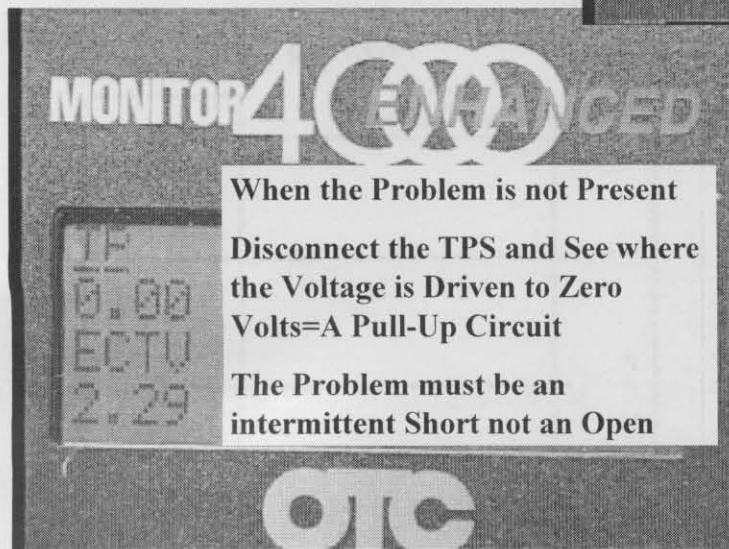 MONITOR 4000 ENHANCED
When the Problem is not Present
Disconnect the TPS and See where
the Voltage is Driven to Zero
Volts=A Pull-Up Circuit
The Problem must be an
intermittent Short not an Open
TP
0.00
ECTV
2.29
OTC